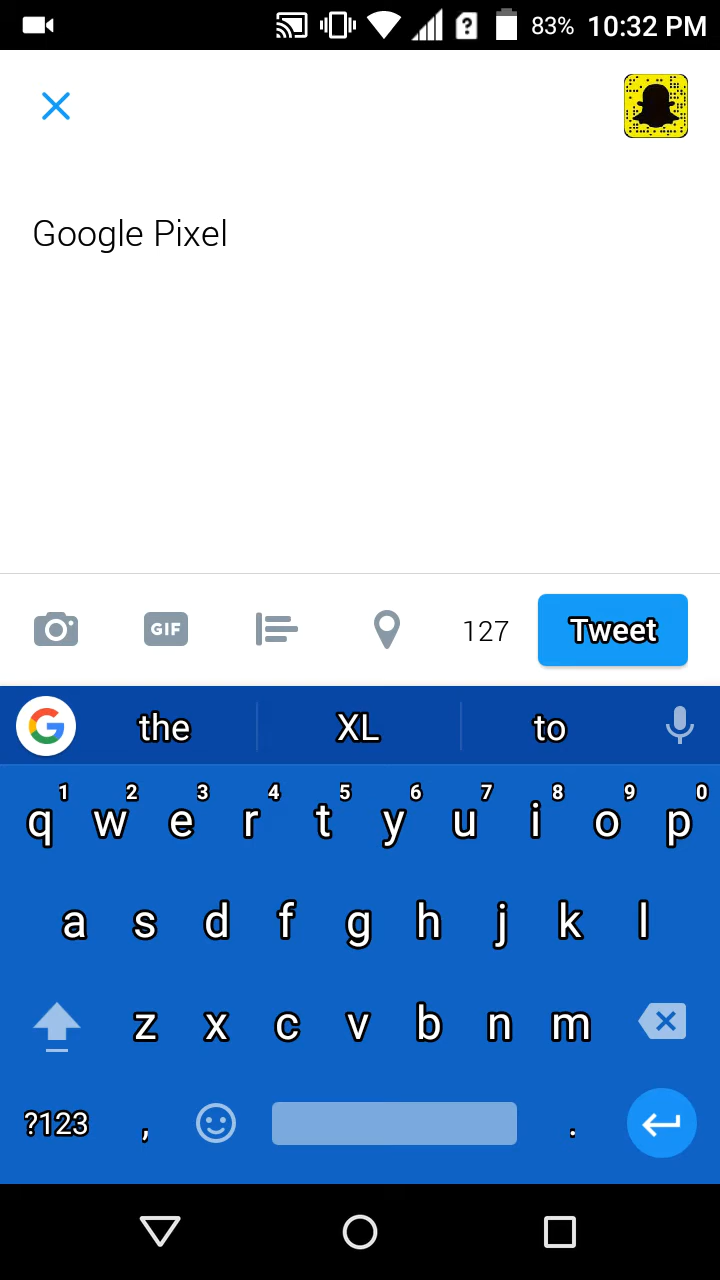 83% 10:32 PM
Google Pixel
GIF 127 Tweet
the XL to
1 2 3 4 5 6 7 8 9 0
q w e r t y u i o p
a s d f g h j k l
z x c v b n m
?123 , .